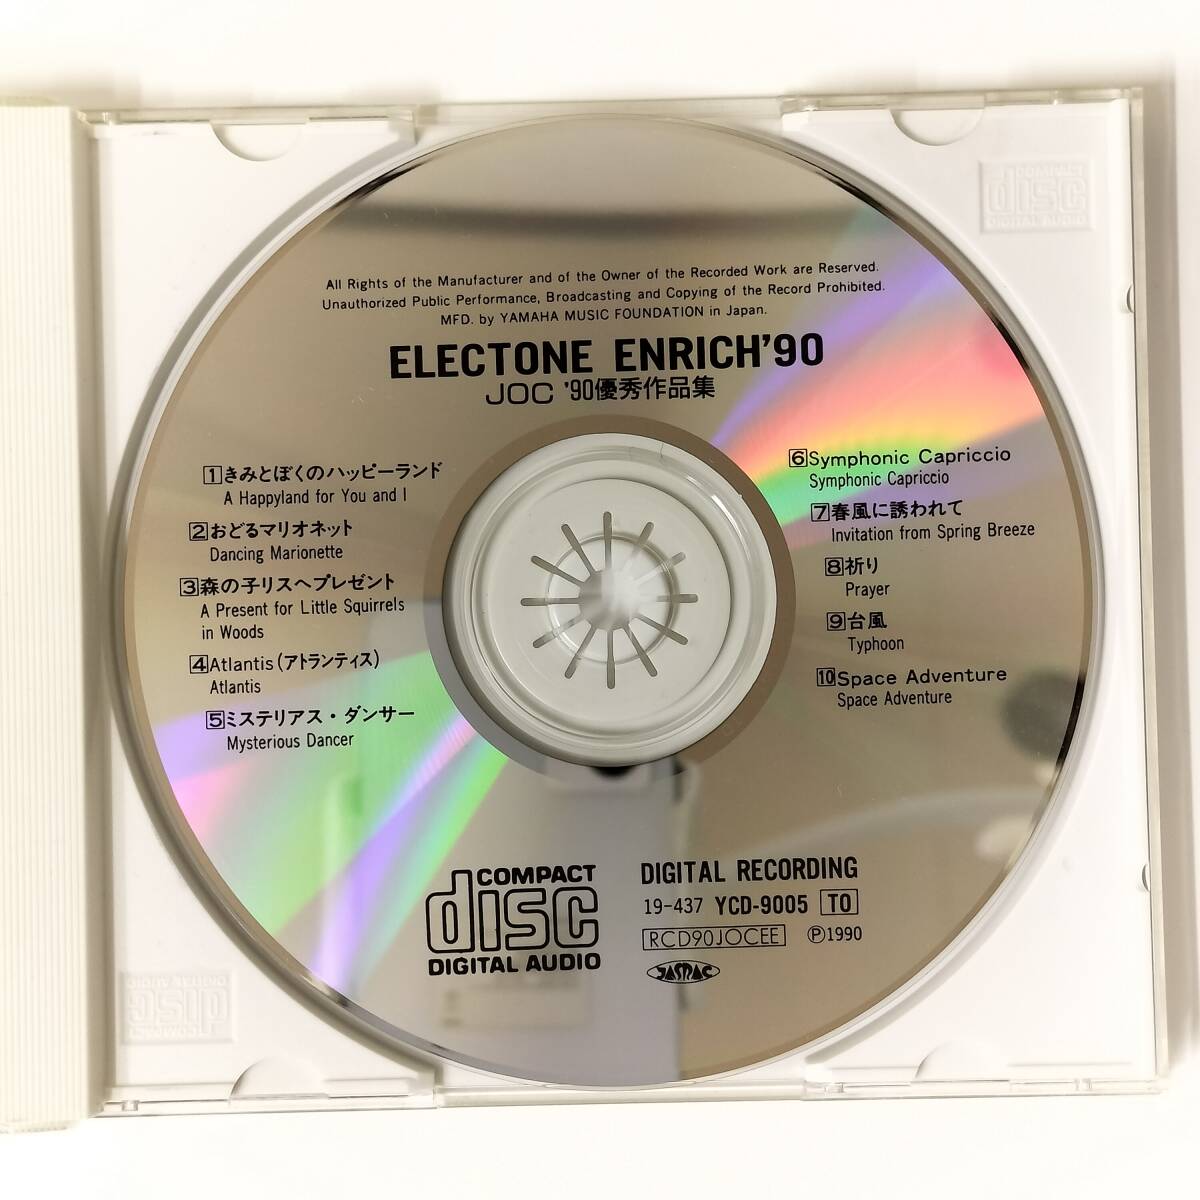 All Rights of the Manufacturer and of the Owner of the Recorded Work are Reserved.
Unauthorized Public Performance, Broadcasting and Copying of the Record Prohibited.
MFD. by YAMAHA MUSIC FOUNDATION in Japan.
ELECTONE ENRICH'90
JOC '90優秀作品集
1 きみとぼくのハッピーランド
A Happyland for You and I
2 おどるマリオネット
Dancing Marionette
3 森の子リスへプレゼント
A Present for Little Squirrels
in Woods
4 Atlantis(アトランティス)
Atlantis
5 ミステリアス・ダンサー
Mysterious Dancer
6 Symphonic Capriccio
Symphonic Capriccio
7 春風に誘われて
Invitation from Spring Breeze
8 祈り
Prayer
9 台風
Typhoon
10 Space Adventure
Space Adventure
COMPACT
disc
DIGITAL AUDIO
DIGITAL RECORDING
19-437 YCD-9005 TO
RCD90JOCEE ℗1990
JASRAC
COMPACT
disc
DIGITAL AUDIO
COMPACT
disc
DIGITAL AUDIO